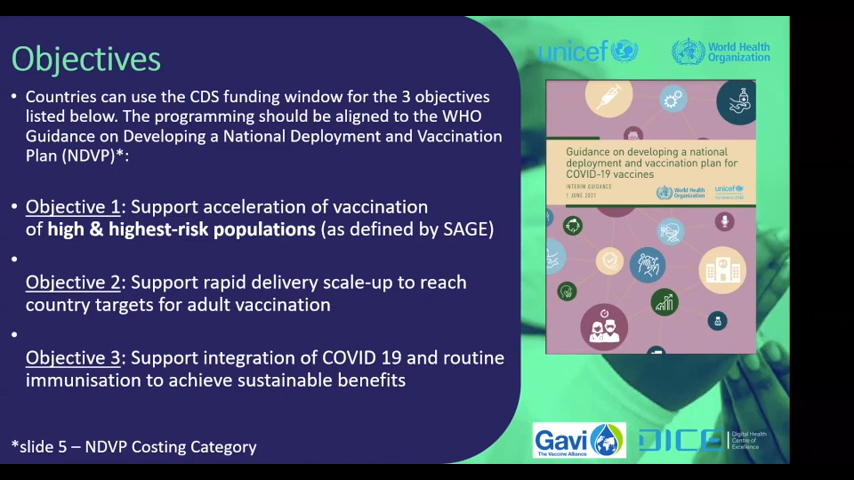 Objectives
• Countries can use the CDS funding window for the 3 objectives
listed below. The programming should be aligned to the WHO
Guidance on Developing a National Deployment and Vaccination
Plan (NDVP)*:
• Objective 1: Support acceleration of vaccination
of high & highest-risk populations (as defined by SAGE)
•
Objective 2: Support rapid delivery scale-up to reach
country targets for adult vaccination
•
Objective 3: Support integration of COVID 19 and routine
immunisation to achieve sustainable benefits
*slide 5 – NDVP Costing Category
unicef
World Health
Organization
Guidance on developing a national
deployment and vaccination plan for
COVID-19 vaccines
INTERIM GUIDANCE
1 JUNE 2021
World Health
Organization
unicef
Gavi
The Vaccine Alliance
DICE
Digital Health
Centre of
Excellence